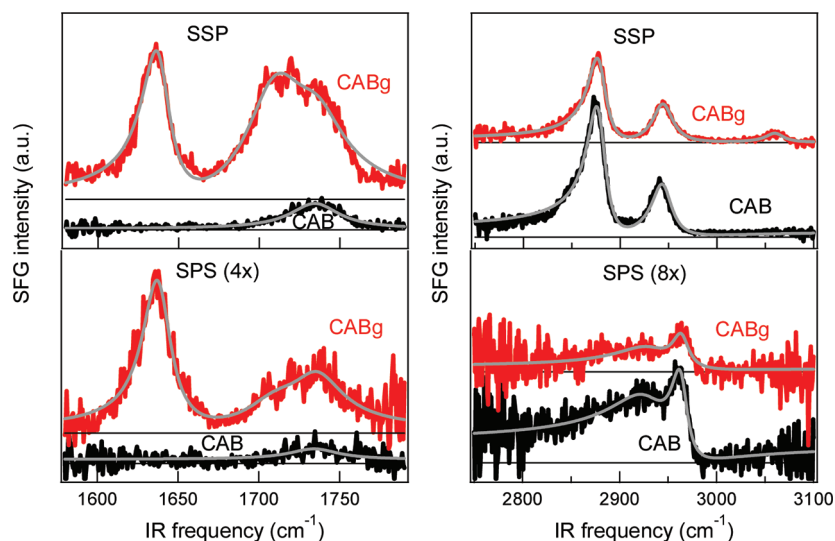 SSP
CABg
CAB
SFG intensity (a.u.)
SPS (4x)
CABg
CAB
1600 1650 1700 1750
IR frequency (cm⁻¹)
SSP
CABg
CAB
SFG intensity (a.u.)
SPS (8x)
CABg
CAB
2800 2900 3000 3100
IR frequency (cm⁻¹)